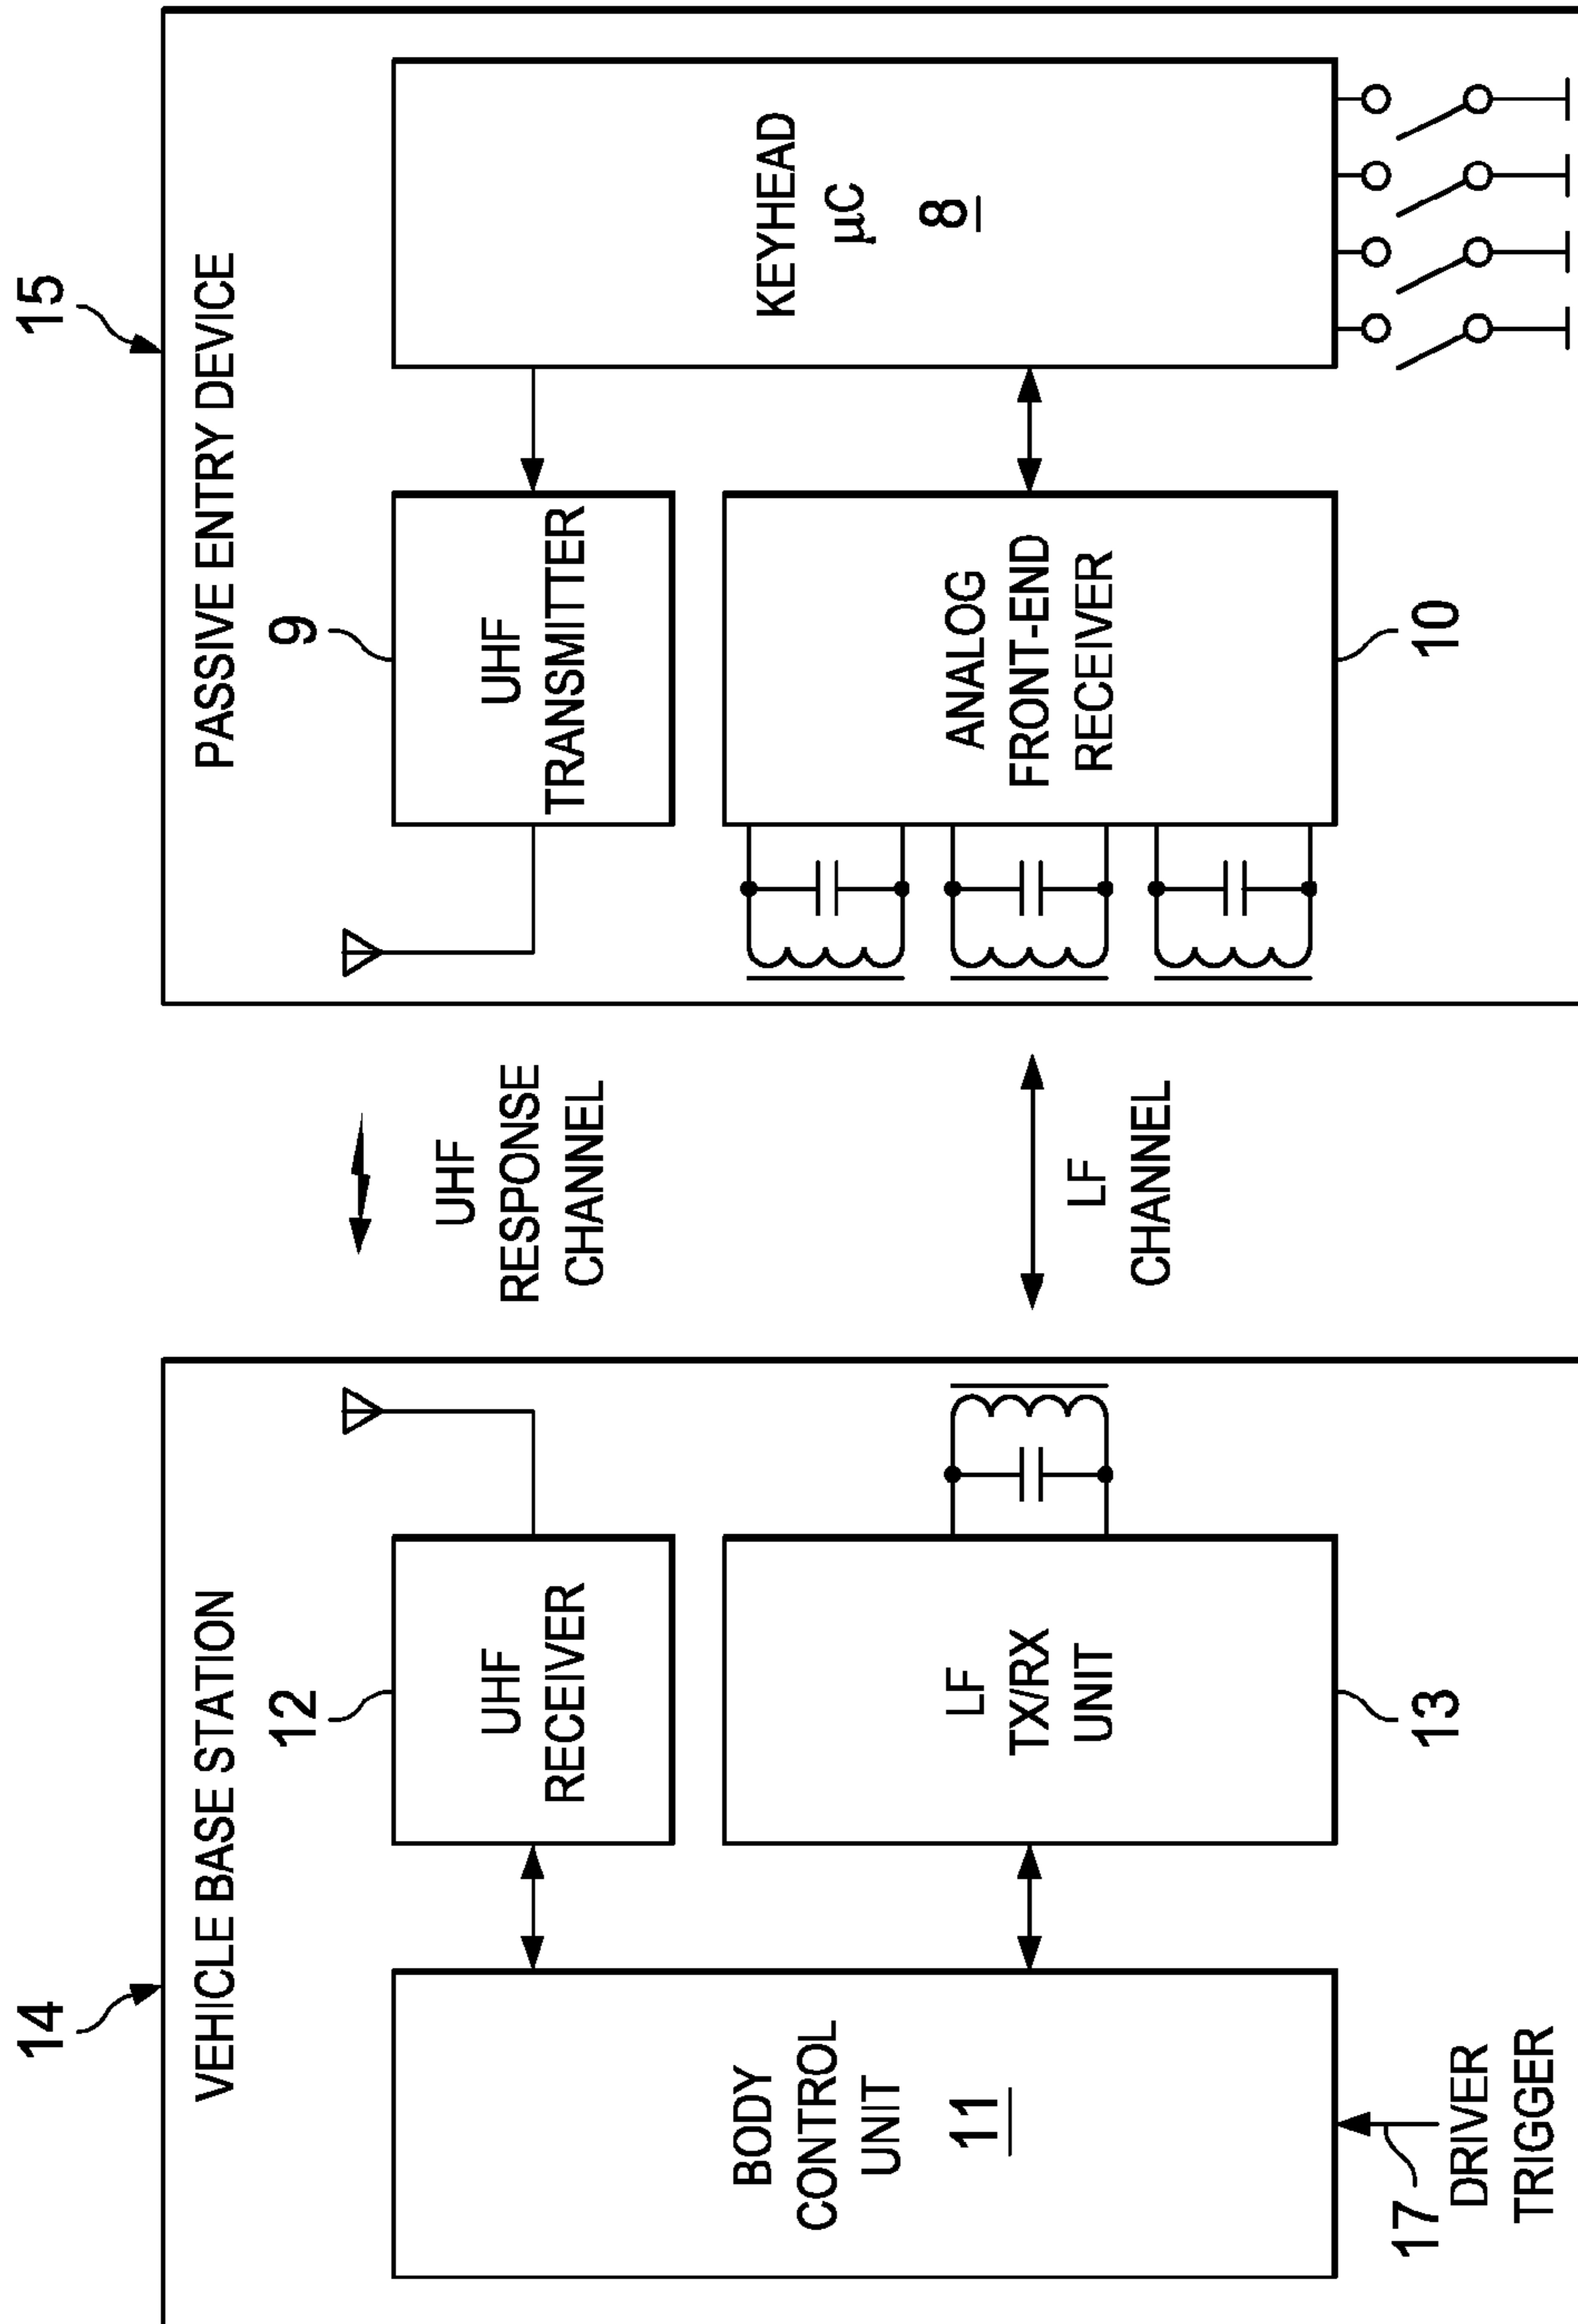 14
VEHICLE BASE STATION
BODY
CONTROL
UNIT
11
17
DRIVER
TRIGGER
12
UHF
RECEIVER
LF
TX/RX
UNIT
13
UHF
RESPONSE
CHANNEL
LF
CHANNEL
15
PASSIVE ENTRY DEVICE
9
UHF
TRANSMITTER
ANALOG
FRONT-END
RECEIVER
10
KEYHEAD
µC
8